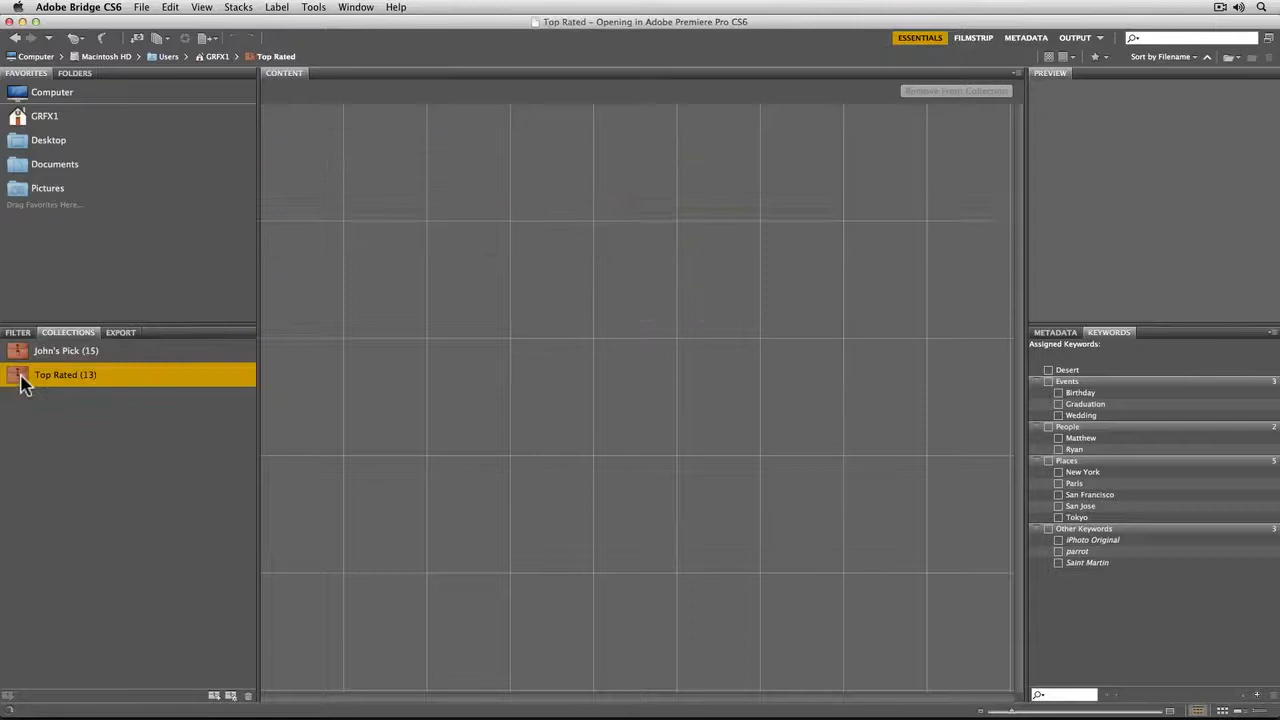 Adobe Bridge CS6 File Edit View Stacks Label Tools Window Help
Top Rated – Opening in Adobe Premiere Pro CS6
ESSENTIALS FILMSTRIP METADATA OUTPUT
Computer Macintosh HD Users GRFX1 Top Rated
Sort by Filename
FAVORITES FOLDERS
Computer
GRFX1
Desktop
Documents
Pictures
Drag Favorites Here...
FILTER COLLECTIONS EXPORT
John's Pick (15)
Top Rated (13)
CONTENT
Remove From Collection
PREVIEW
METADATA KEYWORDS
Assigned Keywords:
Desert
Events 3
Birthday
Graduation
Wedding
People 2
Matthew
Ryan
Places 5
New York
Paris
San Francisco
San Jose
Tokyo
Other Keywords 3
iPhoto Original
parrot
Saint Martin